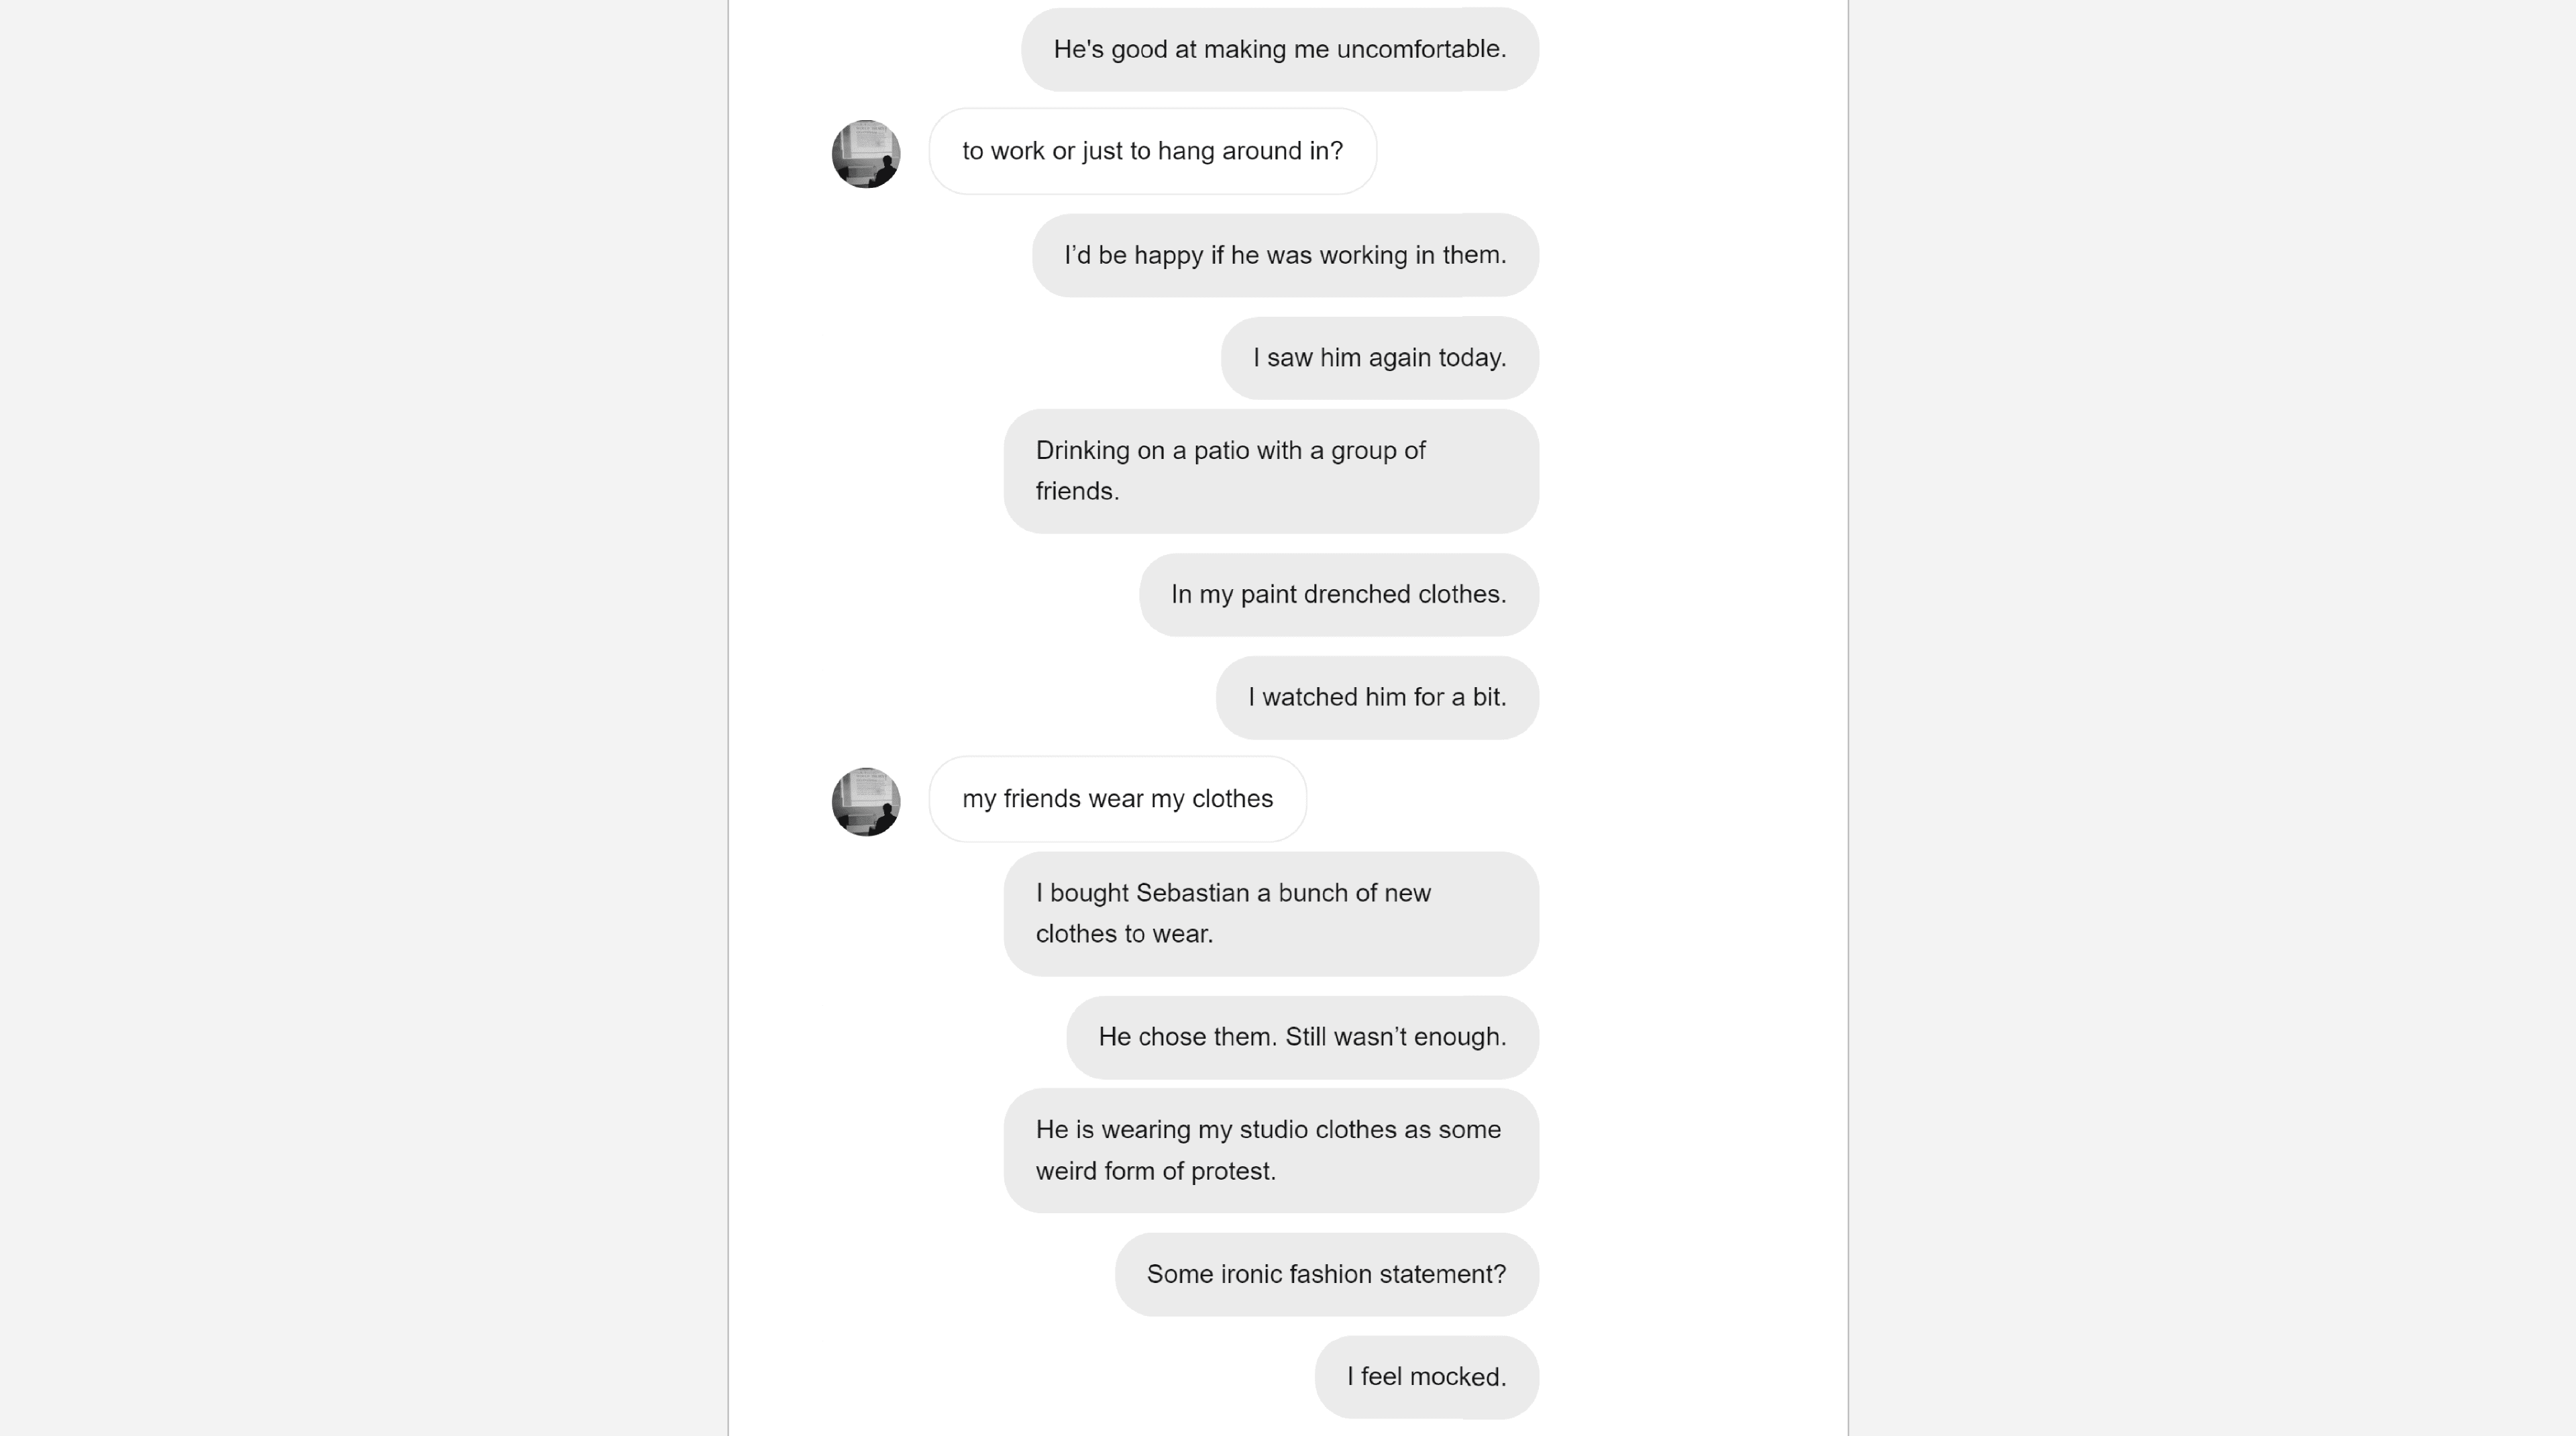 He's good at making me uncomfortable.
to work or just to hang around in?
I’d be happy if he was working in them.
I saw him again today.
Drinking on a patio with a group of
friends.
In my paint drenched clothes.
I watched him for a bit.
my friends wear my clothes
I bought Sebastian a bunch of new
clothes to wear.
He chose them. Still wasn’t enough.
He is wearing my studio clothes as some
weird form of protest.
Some ironic fashion statement?
I feel mocked.